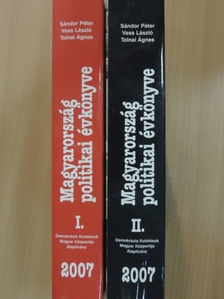 Sándor Péter
Vass László
Tolnai Ágnes
Magyarország
politikai évkönyve
I.
Demokrácia Kutatások
Magyar Központja
Alapítvány
2007
Sándor Péter
Vass László
Tolnai Ágnes
Magyarország
politikai évkönyve
II.
Demokrácia Kutatások
Magyar Központja
Alapítvány
2007